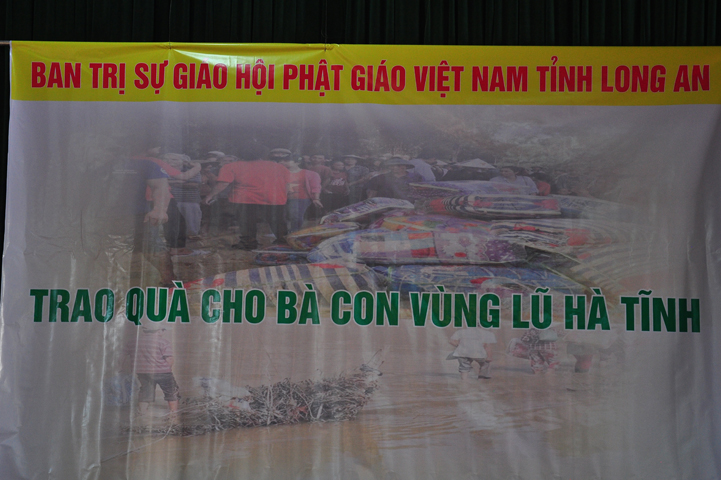 BAN TRỊ SỰ GIÁO HỘI PHẬT GIÁO VIỆT NAM TỈNH LONG AN
TRAO QUÀ CHO BÀ CON VÙNG LŨ HÀ TĨNH